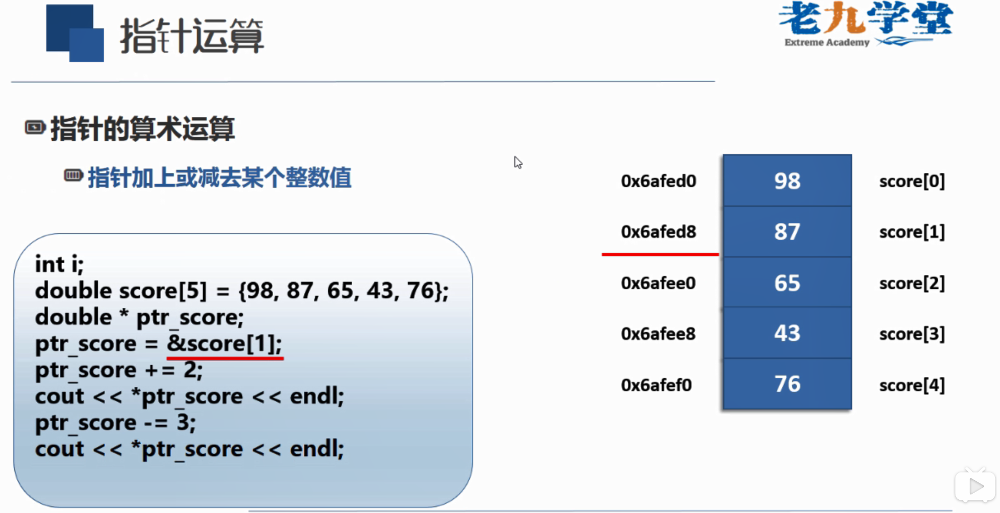 指针运算
老九学堂
Extreme Academy
指针的算术运算
指针加上或减去某个整数值
int i;
double score[5] = {98, 87, 65, 43, 76};
double * ptr_score;
ptr_score = &score[1];
ptr_score += 2;
cout << *ptr_score << endl;
ptr_score -= 3;
cout << *ptr_score << endl;
0x6afed0 98 score[0]
0x6afed8 87 score[1]
0x6afee0 65 score[2]
0x6afee8 43 score[3]
0x6afef0 76 score[4]